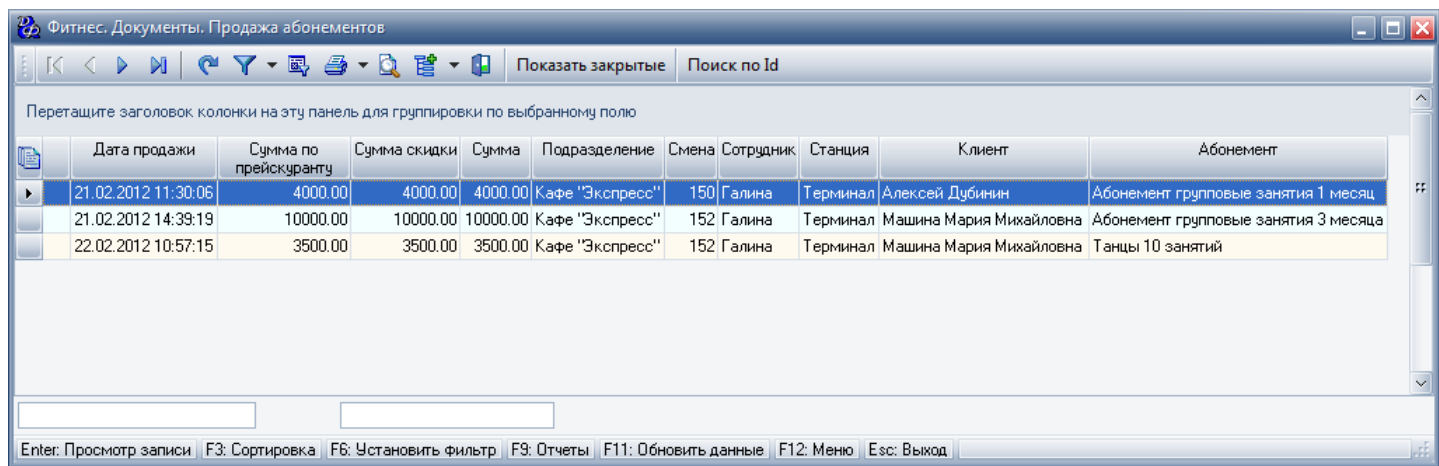 Фитнес. Документы. Продажа абонементов
Показать закрытые Поиск по Id
Перетащите заголовок колонки на эту панель для группировки по выбранному полю
Дата продажи Сумма по прейскуранту Сумма скидки Сумма Подразделение Смена Сотрудник Станция Клиент Абонемент
21.02.2012 11:30:06 4000.00 4000.00 4000.00 Кафе "Экспресс" 150 Галина Терминал Алексей Дубинин Абонемент групповые занятия 1 месяц
21.02.2012 14:39:19 10000.00 10000.00 10000.00 Кафе "Экспресс" 152 Галина Терминал Машина Мария Михайловна Абонемент групповые занятия 3 месяца
22.02.2012 10:57:15 3500.00 3500.00 3500.00 Кафе "Экспресс" 152 Галина Терминал Машина Мария Михайловна Танцы 10 занятий
Enter: Просмотр записи F3: Сортировка F6: Установить фильтр F9: Отчеты F11: Обновить данные F12: Меню Esc: Выход